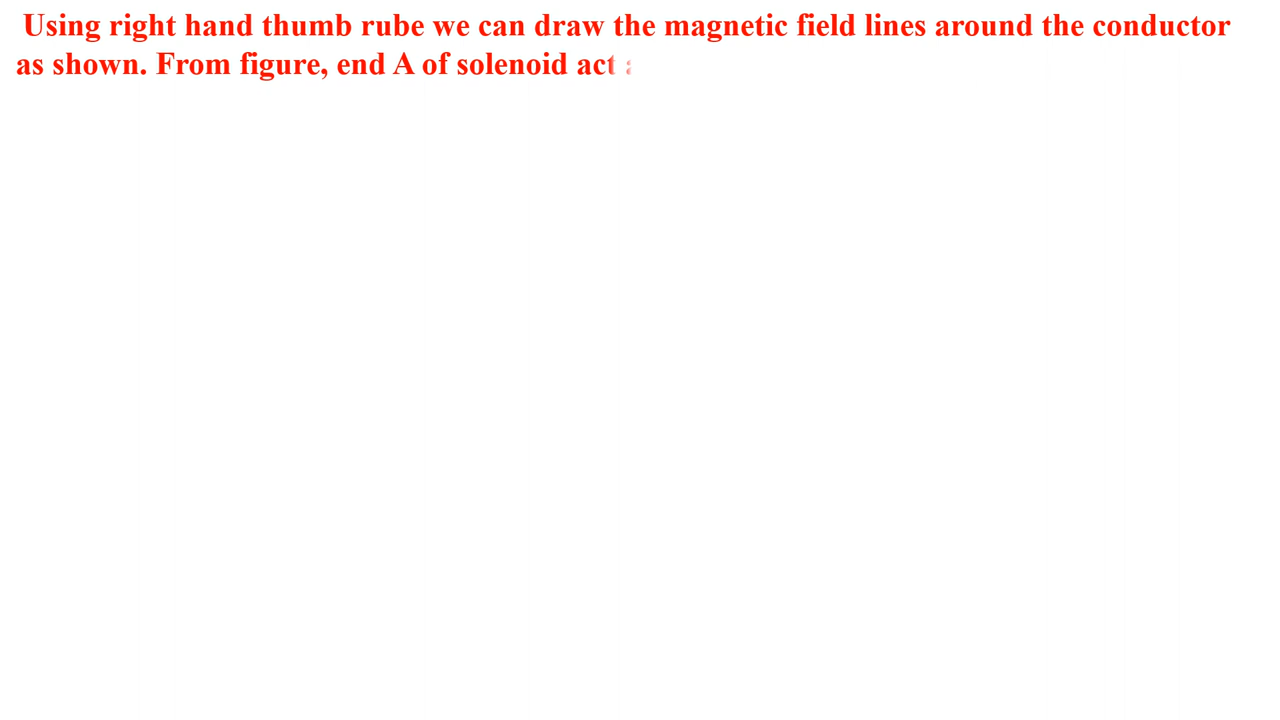 Using right hand thumb rube we can draw the magnetic field lines around the conductor
as shown. From figure, end A of solenoid act